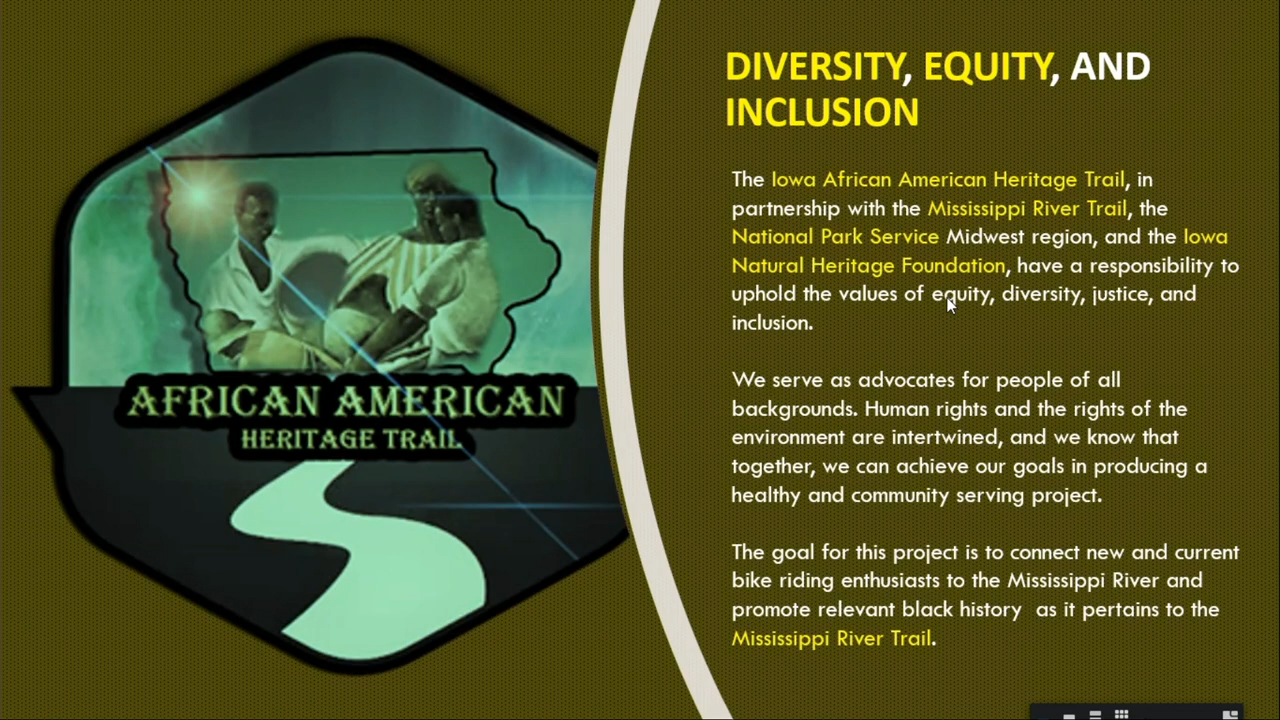 DIVERSITY, EQUITY, AND
INCLUSION
The Iowa African American Heritage Trail, in
partnership with the Mississippi River Trail, the
National Park Service Midwest region, and the Iowa
Natural Heritage Foundation, have a responsibility to
uphold the values of equity, diversity, justice, and
inclusion.
We serve as advocates for people of all
backgrounds. Human rights and the rights of the
environment are intertwined, and we know that
together, we can achieve our goals in producing a
healthy and community serving project.
The goal for this project is to connect new and current
bike riding enthusiasts to the Mississippi River and
promote relevant black history  as it pertains to the
Mississippi River Trail.
AFRICAN AMERICAN
HERITAGE TRAIL